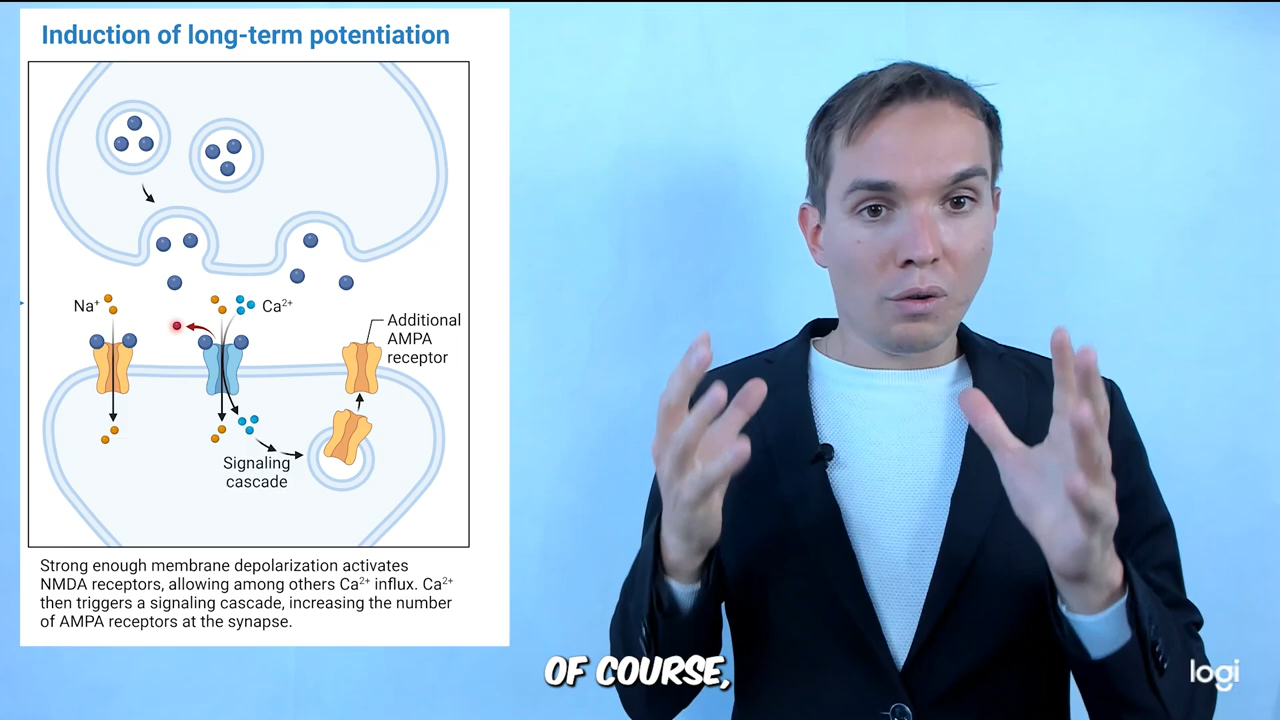 Induction of long-term potentiation
Na⁺
Ca²⁺
Additional
AMPA
receptor
Signaling
cascade
Strong enough membrane depolarization activates
NMDA receptors, allowing among others Ca²⁺ influx. Ca²⁺
then triggers a signaling cascade, increasing the number
of AMPA receptors at the synapse.
OF COURSE,
logi